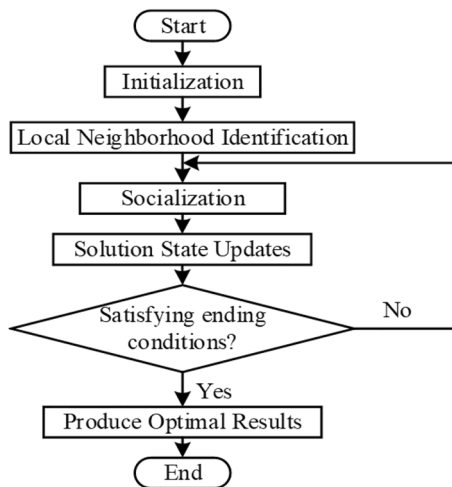 Start
Initialization
Local Neighborhood Identification
Socialization
Solution State Updates
Satisfying ending
conditions?
No
Yes
Produce Optimal Results
End